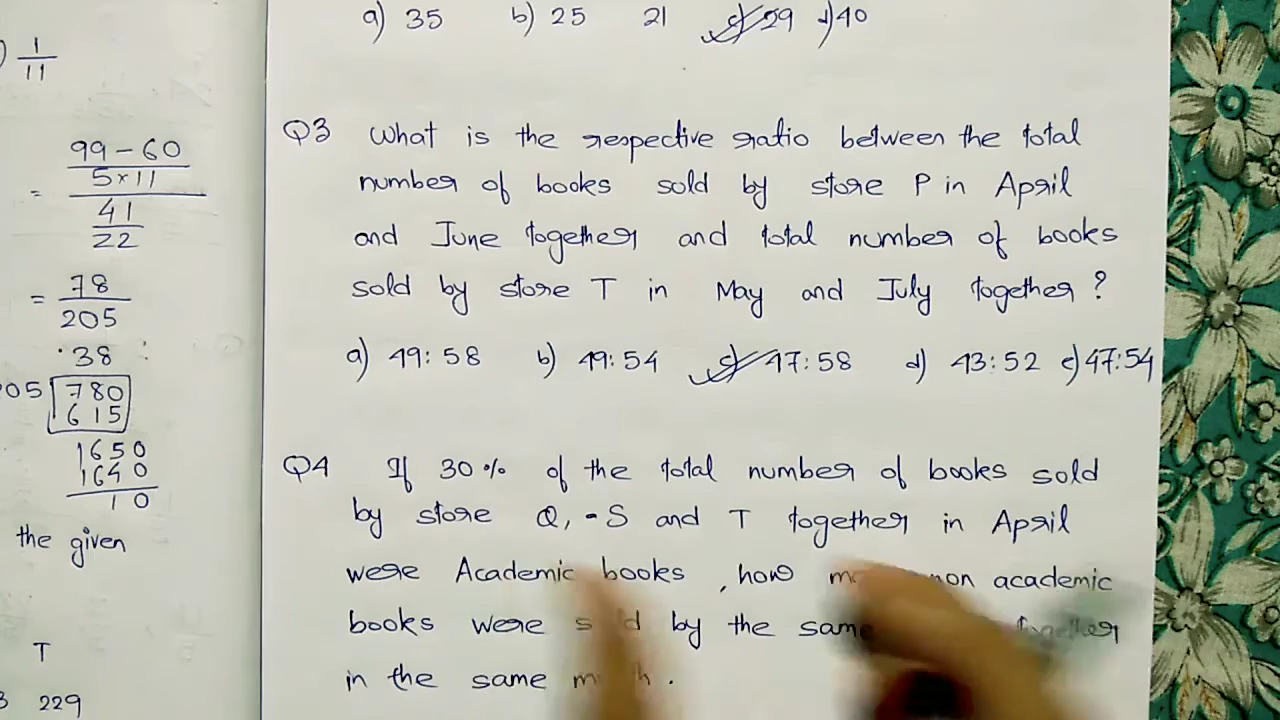 a) 35 b) 25 21 c) 29 d) 40
) 1/11
Q3 What is the respective ratio between the total
number of books sold by store P in April
and June together and total number of books
sold by store T in May and July together ?
a) 49:58 b) 49:54 c) 47:58 d) 43:52 e) 47:54
Q4 If 30% of the total number of books sold
by store Q, -S and T together in April
were Academic books , how non academic
books were sold by the same together
in the same
99 - 60
5×11
=
41
22
= 78
205
.38
05 780
615
1650
1640
10
the given
T
229